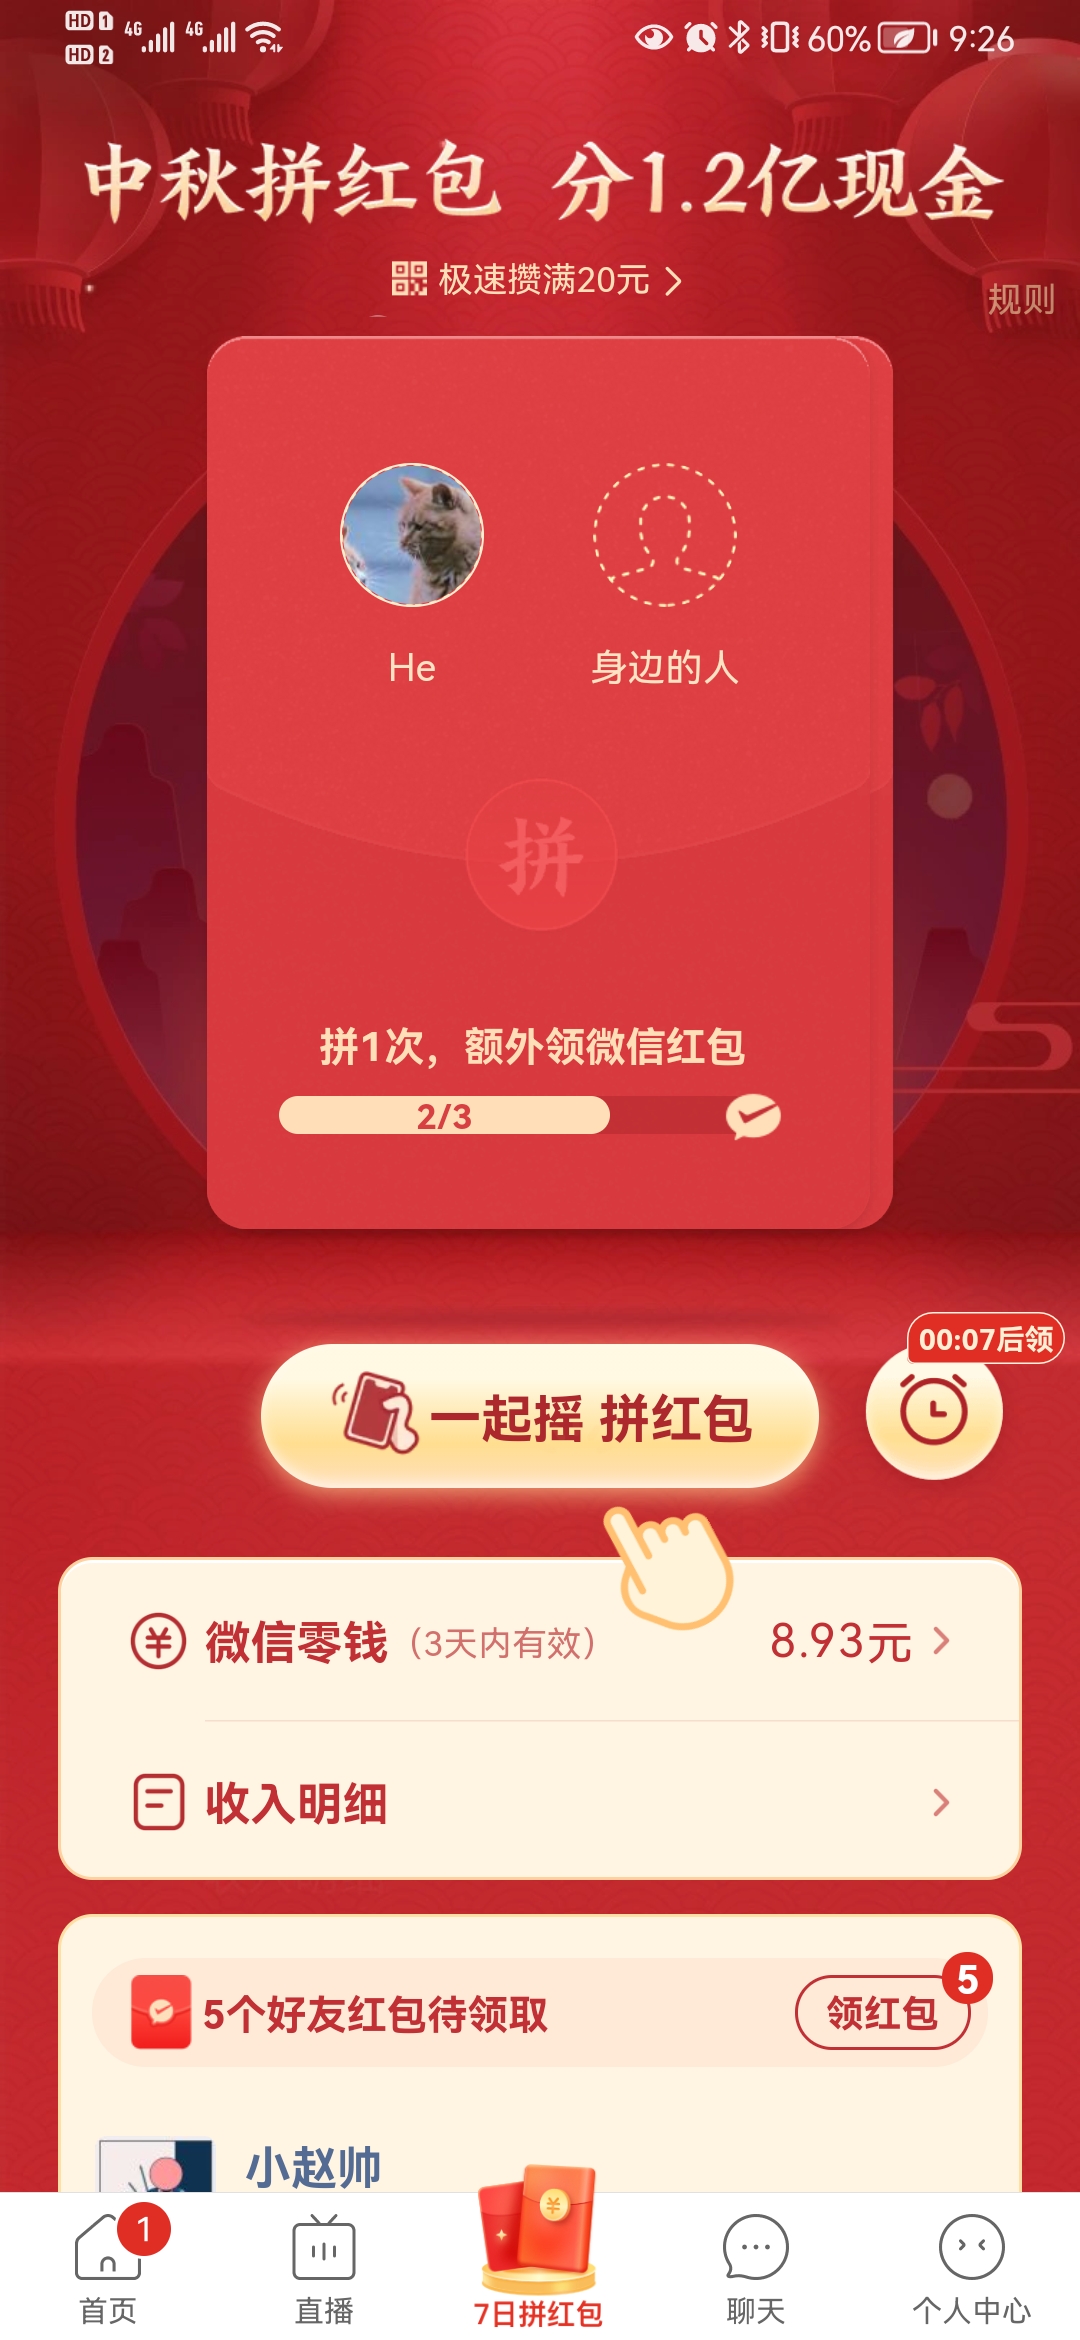 HD 1 4G 4G 60% 9:26
HD 2
中秋拼红包 分1.2亿现金
极速攒满20元
规则
He 身边的人
拼
拼1次，额外领微信红包
2/3
00:07后领
一起摇 拼红包
微信零钱（3天内有效） 8.93元
收入明细
5
5个好友红包待领取 领红包
小赵帅
1
首页 直播 7日拼红包 聊天 个人中心